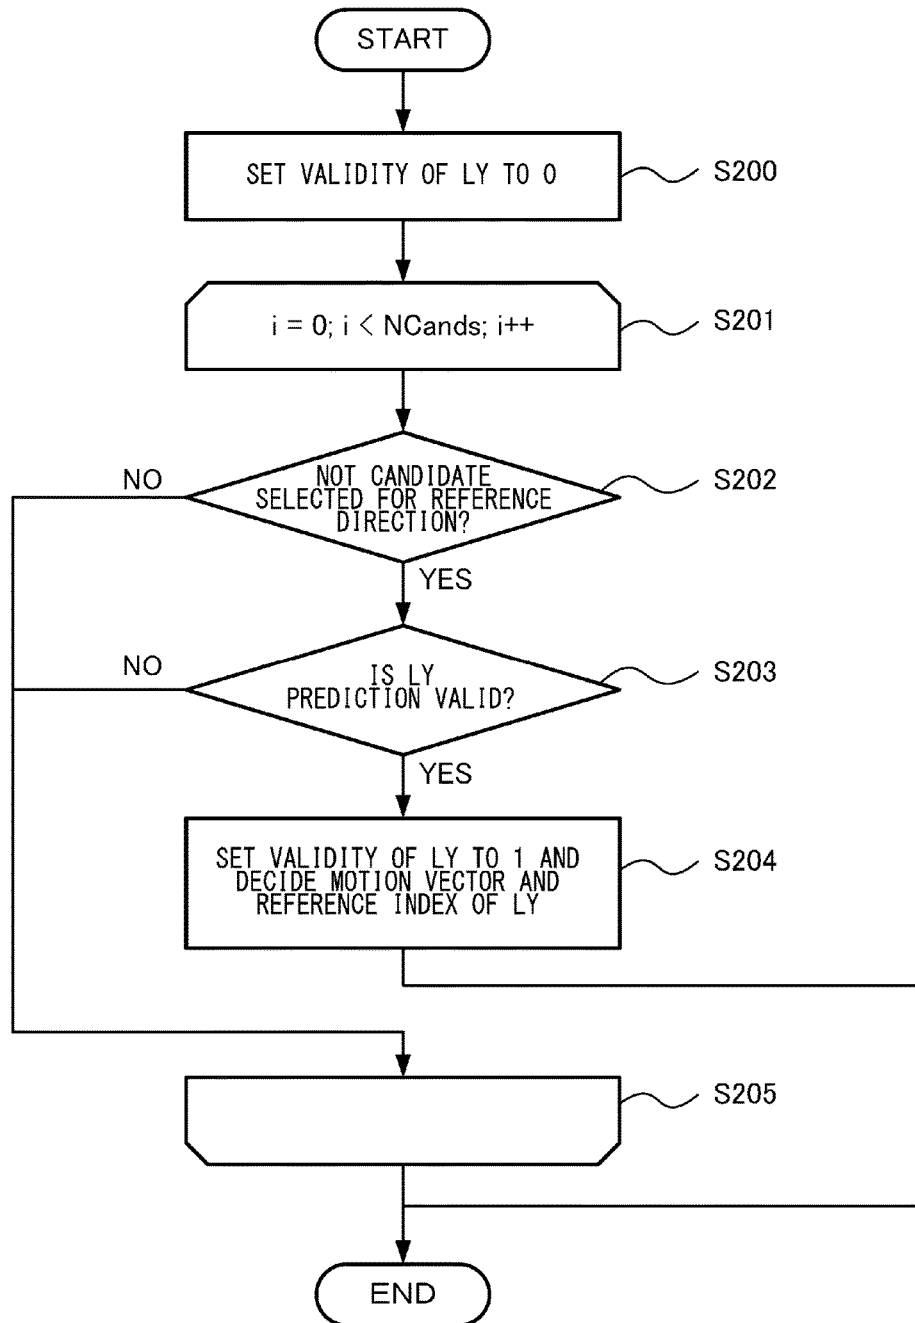 START
SET VALIDITY OF LY TO 0
S200
i = 0; i < NCands; i++
S201
NO
NOT CANDIDATE
SELECTED FOR REFERENCE
DIRECTION?
S202
YES
NO
IS LY
PREDICTION VALID?
S203
YES
SET VALIDITY OF LY TO 1 AND
DECIDE MOTION VECTOR AND
REFERENCE INDEX OF LY
S204
S205
END